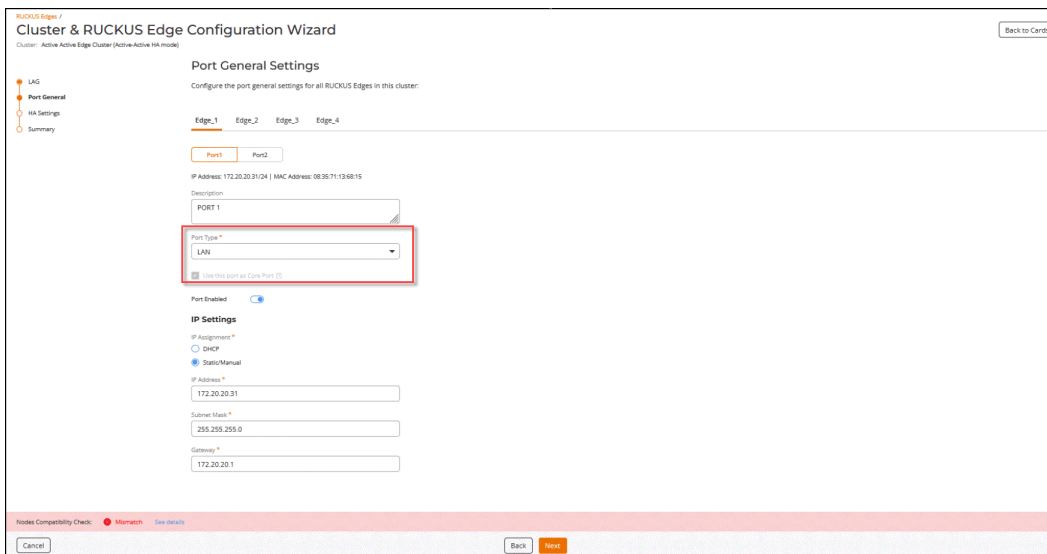 RUCKUS Edges /
Cluster & RUCKUS Edge Configuration Wizard
Back to Cards
Cluster: Active Active Edge Cluster (Active-Active HA mode)
Port General Settings
LAG
Configure the port general settings for all RUCKUS Edges in this cluster:
Port General
HA Settings
Edge_1 Edge_2 Edge_3 Edge_4
Summary
Port1 Port2
IP Address: 172.20.20.31/24 | MAC Address: 08:35:71:13:68:15
Description
PORT 1
Port Type *
LAN
Use this port as Core Port
Port Enabled
IP Settings
IP Assignment *
DHCP
Static/Manual
IP Address *
172.20.20.31
Subnet Mask *
255.255.255.0
Gateway *
172.20.20.1
Nodes Compatibility Check: Mismatch See details
Cancel Back Next